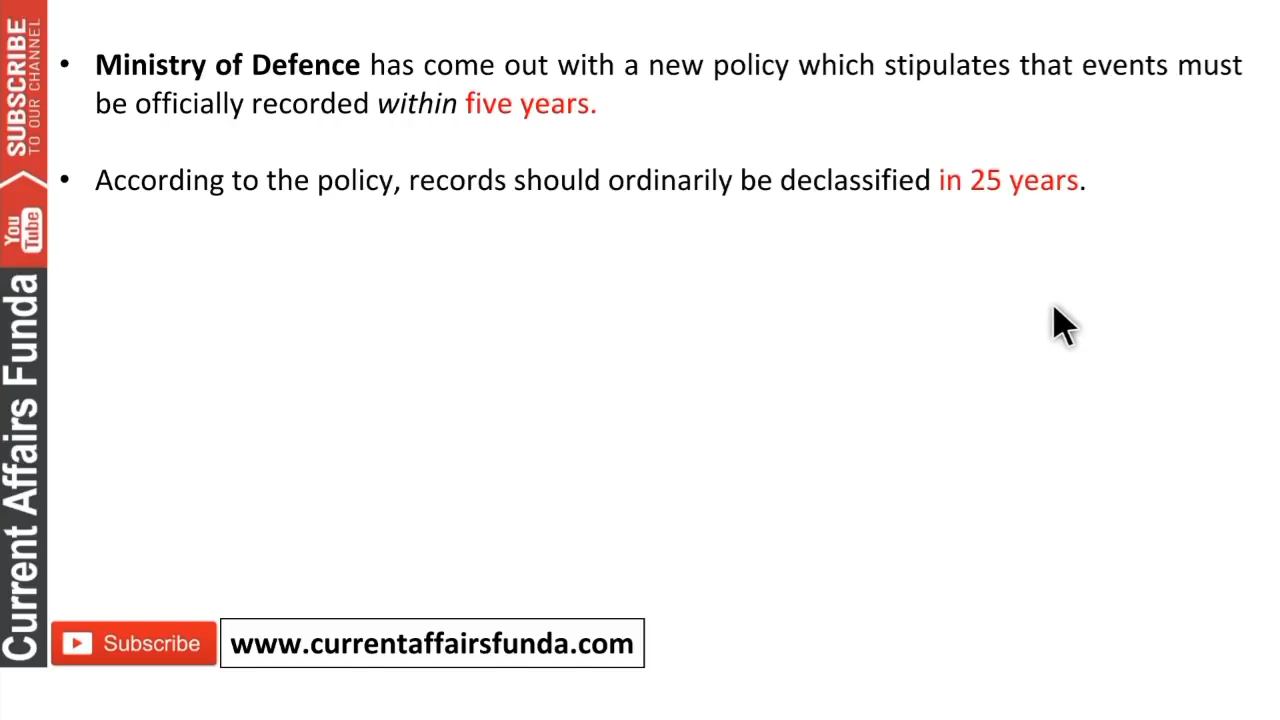 • Ministry of Defence has come out with a new policy which stipulates that events must
be officially recorded within five years.
• According to the policy, records should ordinarily be declassified in 25 years.
SUBSCRIBE
TO OUR CHANNEL
You
Tube
Current Affairs Funda
Subscribe
www.currentaffairsfunda.com